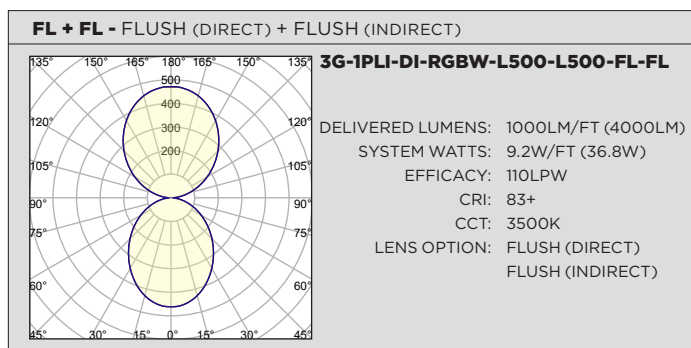 FL + FL - FLUSH (DIRECT) + FLUSH (INDIRECT)
135° 150° 165° 180° 165° 150° 135°
500
400
300
200
120° 120°
105° 105°
90° 90°
75° 75°
60° 60°
45° 30° 15° 0° 15° 30° 45°
3G-1PLI-DI-RGBW-L500-L500-FL-FL
DELIVERED LUMENS: 1000LM/FT (4000LM)
SYSTEM WATTS: 9.2W/FT (36.8W)
EFFICACY: 110LPW
CRI: 83+
CCT: 3500K
LENS OPTION: FLUSH (DIRECT)
FLUSH (INDIRECT)